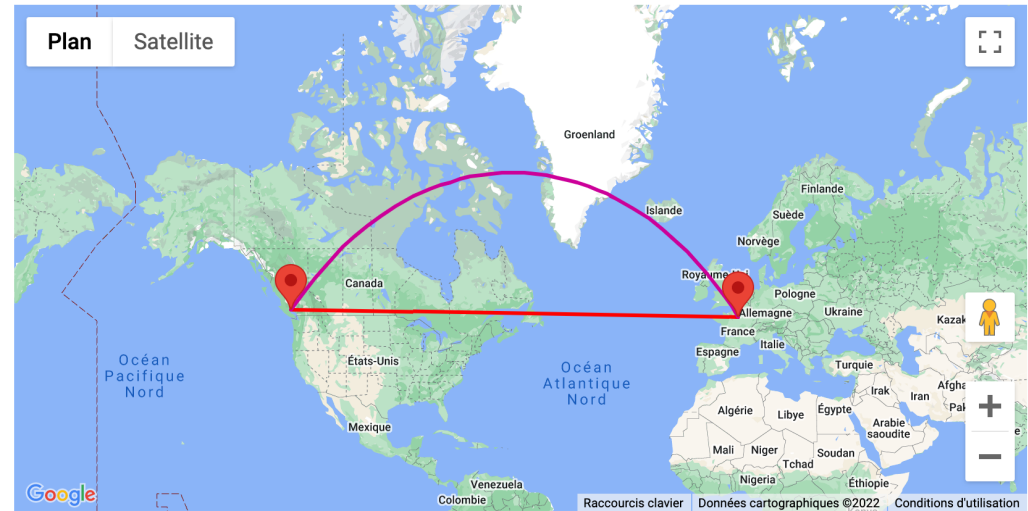 Plan
Satellite
Groenland
Islande
Finlande
Suède
Norvège
Canada
Pologne
Allemagne
Ukraine
Kazak
France
Italie
Espagne
Turquie
États-Unis
Océan
Pacifique
Nord
Océan
Atlantique
Nord
Irak
Iran
Afgha
Pak
Algérie
Libye
Égypte
Arabie
saoudite
Mexique
Mali
Niger
Tchad
Soudan
Nigeria
Éthiopie
Venezuela
Colombie
Google
Raccourcis clavier
Données cartographiques ©2022
Conditions d'utilisation